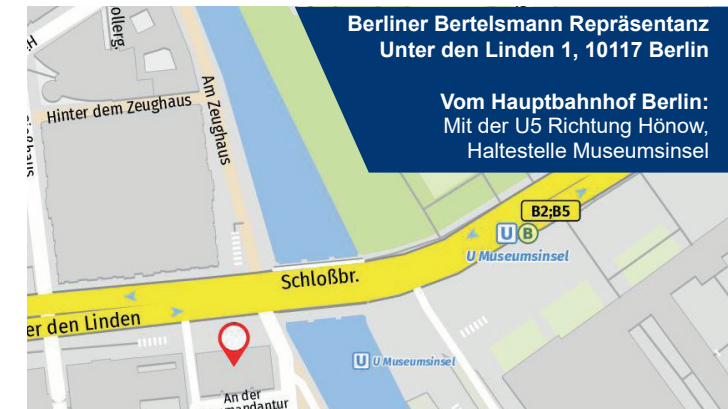 Berliner Bertelsmann Repräsentanz
Unter den Linden 1, 10117 Berlin
Vom Hauptbahnhof Berlin:
Mit der U5 Richtung Hönow,
Haltestelle Museumsinsel
ollerg.
Hinter dem Zeughaus
Am Zeughaus
B2;B5
U B
U Museumsinsel
Schloßbr.
er den Linden
U U Museumsinsel
An der
mandantur